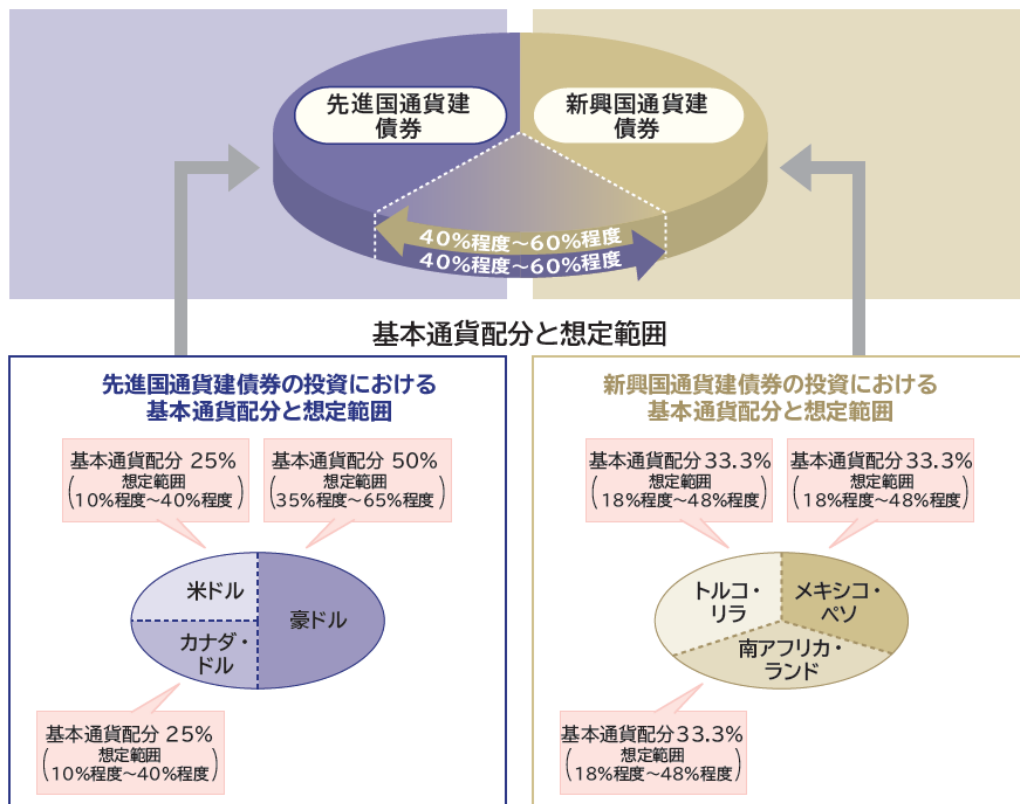 先進国通貨建
債券
新興国通貨建
債券
40%程度～60%程度
40%程度～60%程度
基本通貨配分と想定範囲
先進国通貨建債券の投資における
基本通貨配分と想定範囲
基本通貨配分 25%
想定範囲
(10%程度～40%程度)
基本通貨配分 50%
想定範囲
(35%程度～65%程度)
米ドル
カナダ・
ドル
豪ドル
基本通貨配分 25%
想定範囲
(10%程度～40%程度)
新興国通貨建債券の投資における
基本通貨配分と想定範囲
基本通貨配分33.3%
想定範囲
(18%程度～48%程度)
基本通貨配分33.3%
想定範囲
(18%程度～48%程度)
トルコ・
リラ
メキシコ・
ペソ
南アフリカ・
ランド
基本通貨配分33.3%
想定範囲
(18%程度～48%程度)